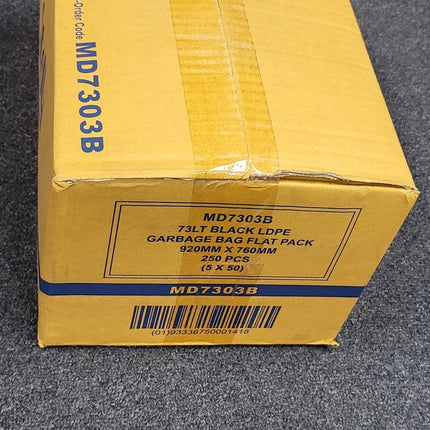 -Order Code
MD7303B
MD7303B
73LT BLACK LDPE
GARBAGE BAG FLAT PACK
920MM X 760MM
250 PCS
(5 X 50)
MD7303B
(01)93336750001418